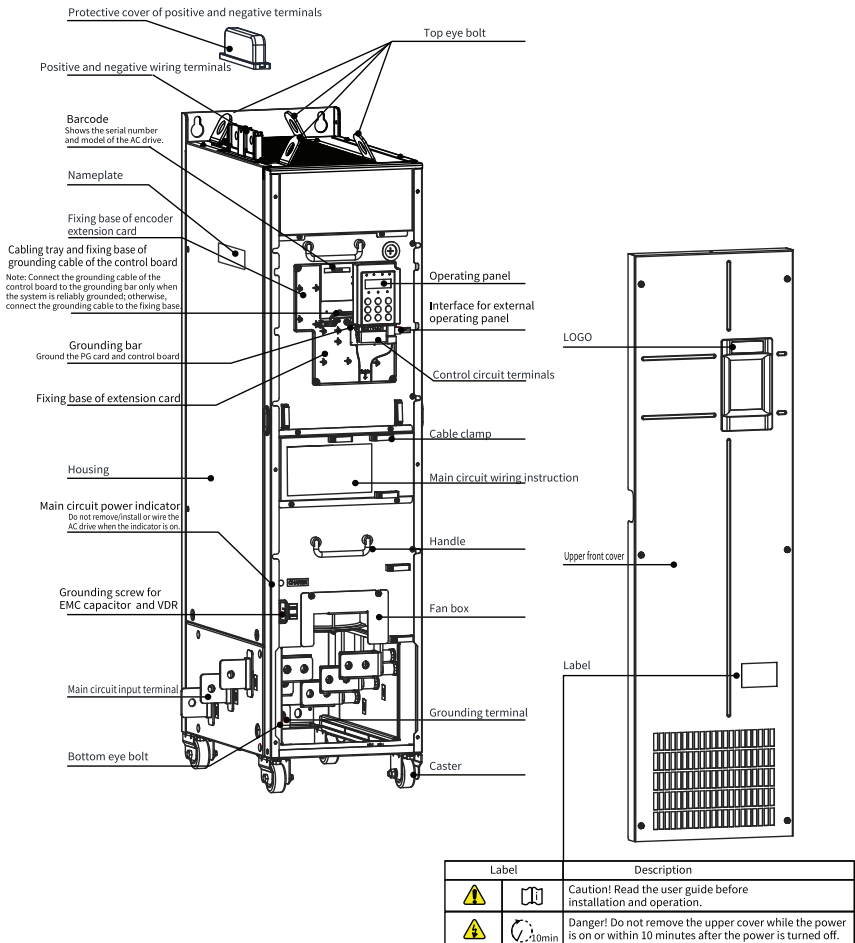 Protective cover of positive and negative terminals
Top eye bolt
Positive and negative wiring terminals
Barcode
Shows the serial number
and model of the AC drive.
Nameplate
Fixing base of encoder
extension card
Cabling tray and fixing base of
grounding cable of the control board
Note: Connect the grounding cable of the
control board to the grounding bar only when
the system is reliably grounded; otherwise,
connect the grounding cable to the fixing base.
Grounding bar
Ground the PG card and control board
Fixing base of extension card
Housing
Main circuit power indicator
Do not remove/install or wire the
AC drive when the indicator is on.
Grounding screw for
EMC capacitor and VDR
Main circuit input terminal
Bottom eye bolt
Operating panel
Interface for external
operating panel
Control circuit terminals
Cable clamp
Main circuit wiring instruction
Handle
CHARGE
Fan box
Grounding terminal
Caster
LOGO
Upper front cover
Label
Label Description
Caution! Read the user guide before
installation and operation.
10min
Danger! Do not remove the upper cover while the power
is on or within 10 minutes after the power is turned off.